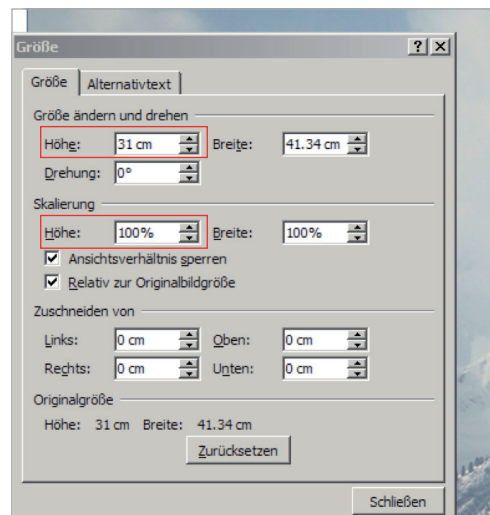 Größe
Größe Alternativtext
Größe ändern und drehen
Höhe: 31 cm Breite: 41.34 cm
Drehung: 0°
Skalierung
Höhe: 100% Breite: 100%
Ansichtsverhältnis sperren
Relativ zur Originalbildgröße
Zuschneiden von
Links: 0 cm Oben: 0 cm
Rechts: 0 cm Unten: 0 cm
Originalgröße
Höhe: 31 cm Breite: 41.34 cm
Zurücksetzen
Schließen